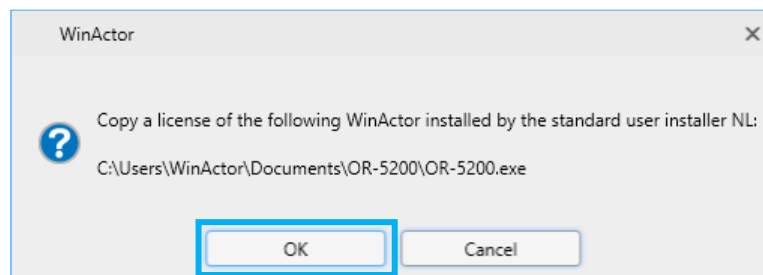 WinActor
Copy a license of the following WinActor installed by the standard user installer NL:
C:\Users\WinActor\Documents\OR-5200\OR-5200.exe
OK
Cancel